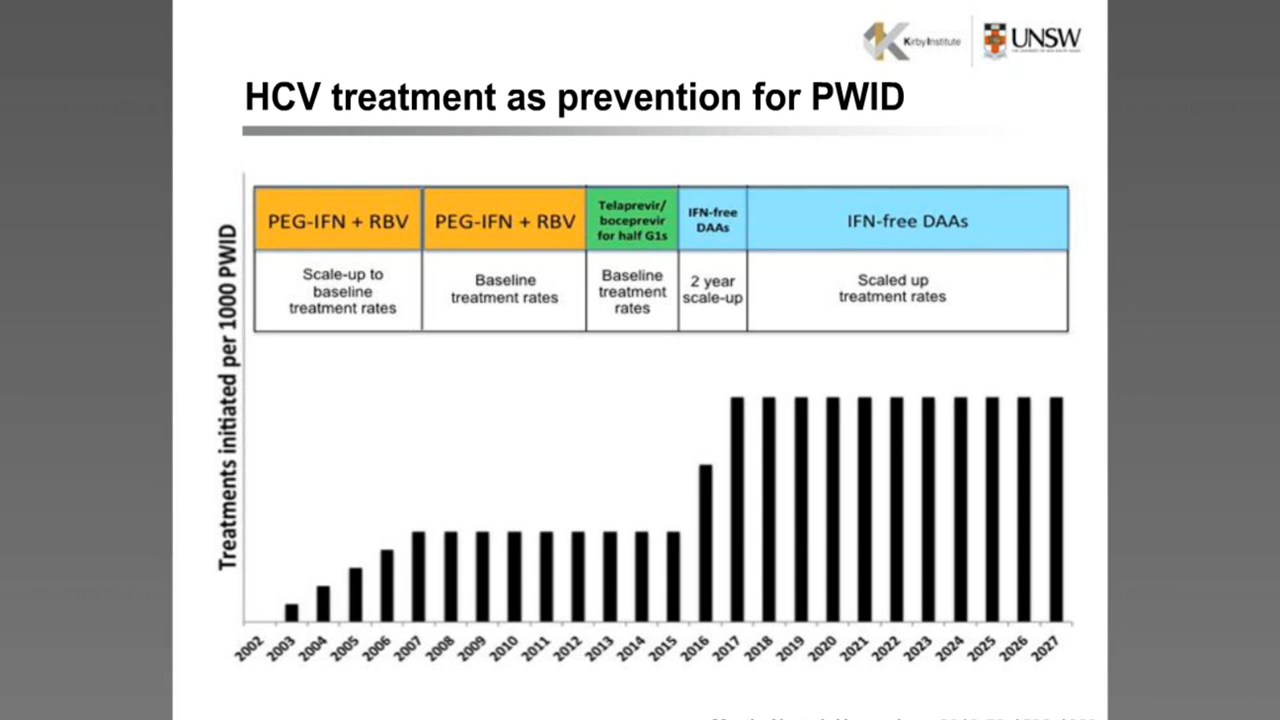 KirbyInstitute
UNSW
HCV treatment as prevention for PWID
Treatments initiated per 1000 PWID
PEG-IFN + RBV
PEG-IFN + RBV
Telaprevir/
boceprevir
for half G1s
IFN-free
DAAs
IFN-free DAAs
Scale-up to
baseline
treatment rates
Baseline
treatment rates
Baseline
treatment
rates
2 year
scale-up
Scaled up
treatment rates
2002 2003 2004 2005 2006 2007 2008 2009 2010 2011 2012 2013 2014 2015 2016 2017 2018 2019 2020 2021 2022 2023 2024 2025 2026 2027